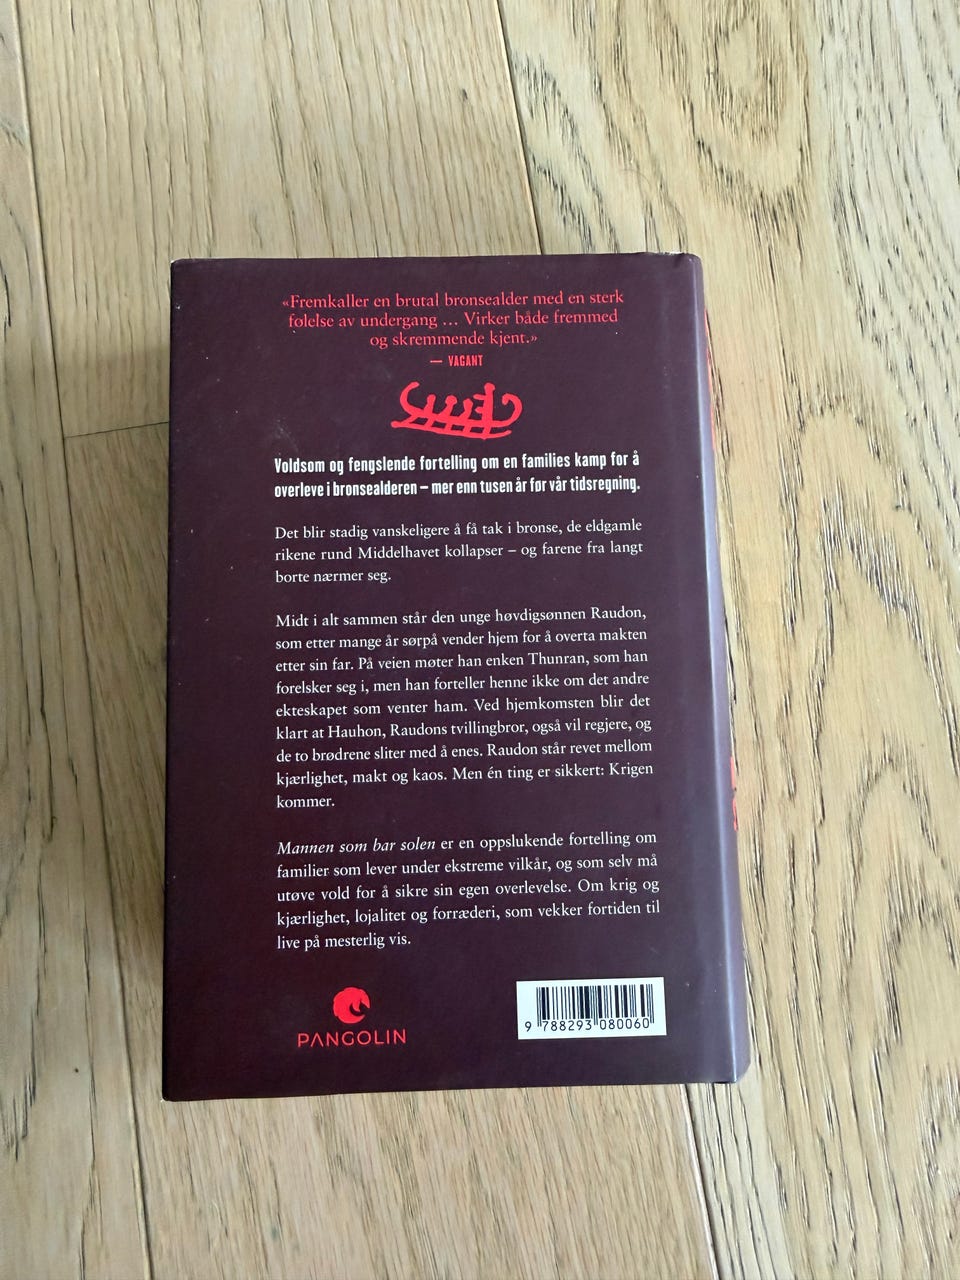 «Fremkaller en brutal bronsealder med en sterk
følelse av undergang ... Virker både fremmed
og skremmende kjent.»
— VAGANT
Voldsom og fengslende fortelling om en families kamp for å
overleve i bronsealderen – mer enn tusen år før vår tidsregning.
Det blir stadig vanskeligere å få tak i bronse, de eldgamle
rikene rund Middelhavet kollapser – og farene fra langt
borte nærmer seg.
Midt i alt sammen står den unge høvdigsønnen Raudon,
som etter mange år sørpå vender hjem for å overta makten
etter sin far. På veien møter han enken Thunran, som han
forelsker seg i, men han forteller henne ikke om det andre
ekteskapet som venter ham. Ved hjemkomsten blir det
klart at Hauhon, Raudons tvillingbror, også vil regjere, og
de to brødrene sliter med å enes. Raudon står revet mellom
kjærlighet, makt og kaos. Men én ting er sikkert: Krigen
kommer.
Mannen som bar solen er en oppslukende fortelling om
familier som lever under ekstreme vilkår, og som selv må
utøve vold for å sikre sin egen overlevelse. Om krig og
kjærlighet, lojalitet og forræderi, som vekker fortiden til
live på mesterlig vis.
PANGOLIN
9 788293 080060